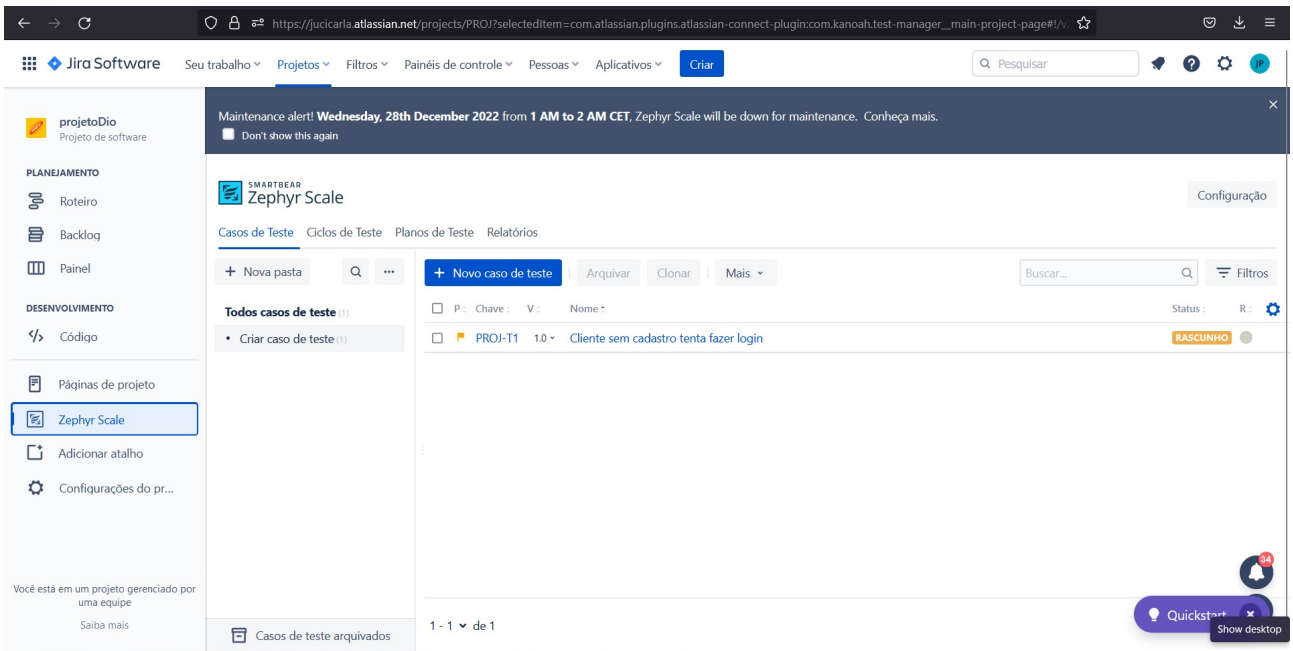 https://jucicarla.atlassian.net/projects/PROJ?selectedItem=com.atlassian.plugins.atlassian-connect-plugin:com.kanoah.test-manager__main-project-page#!/v
Jira Software Seu trabalho Projetos Filtros Painéis de controle Pessoas Aplicativos Criar Pesquisar JP
projetoDio
Projeto de software
Maintenance alert! Wednesday, 28th December 2022 from 1 AM to 2 AM CET, Zephyr Scale will be down for maintenance. Conheça mais.
Don't show this again
PLANEJAMENTO
Roteiro
Backlog
Painel
DESENVOLVIMENTO
Código
Páginas de projeto
Zephyr Scale
Adicionar atalho
Configurações do pr...
Você está em um projeto gerenciado por
uma equipe
Saiba mais
SMARTBEAR
Zephyr Scale
Configuração
Casos de Teste Ciclos de Teste Planos de Teste Relatórios
+ Nova pasta ...
Todos casos de teste (1)
• Criar caso de teste (1)
Casos de teste arquivados
+ Novo caso de teste Arquivar Clonar Mais Buscar... Filtros
P Chave V Nome Status R
PROJ-T1 1.0 Cliente sem cadastro tenta fazer login RASCUNHO
1 - 1 de 1
34
Quickstart
Show desktop